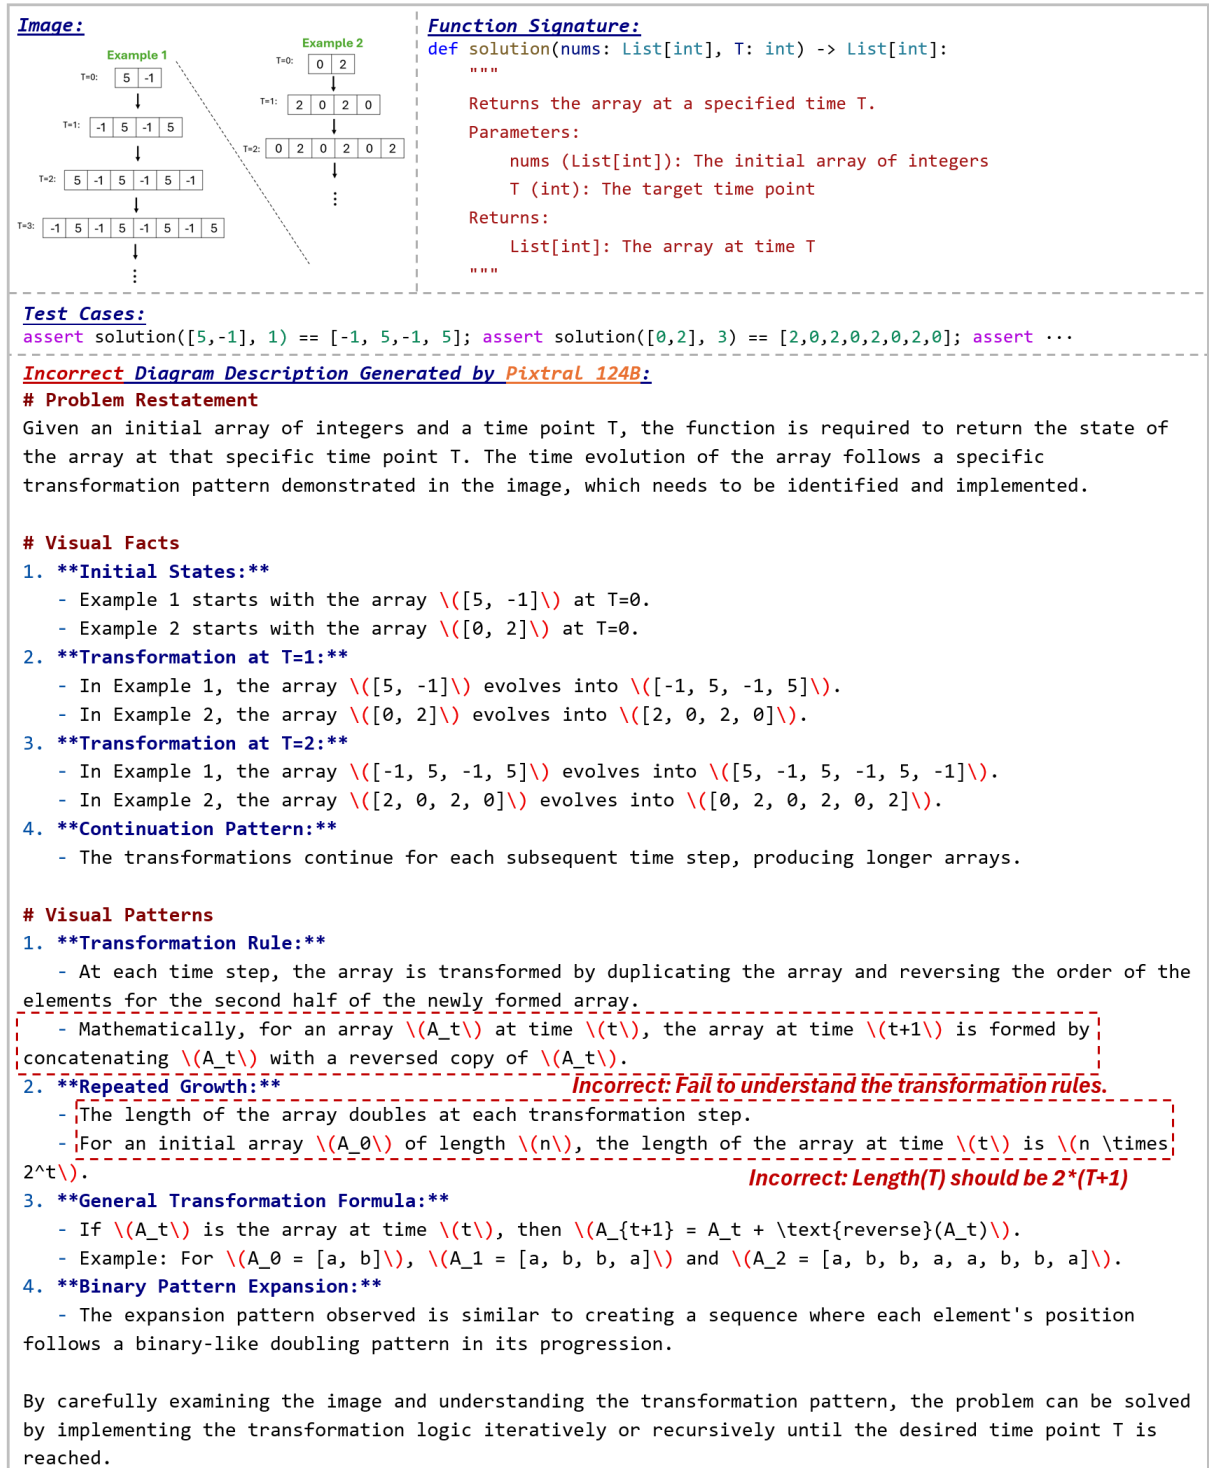 Image:
Example 1
T=0: 5 -1
T=1: -1 5 -1 5
T=2: 5 -1 5 -1 5 -1
T=3: -1 5 -1 5 -1 5 -1 5
⋮
Example 2
T=0: 0 2
T=1: 2 0 2 0
T=2: 0 2 0 2 0 2
⋮
Function Signature:
def solution(nums: List[int], T: int) -> List[int]:
"""
Returns the array at a specified time T.
Parameters:
nums (List[int]): The initial array of integers
T (int): The target time point
Returns:
List[int]: The array at time T
"""
Test Cases:
assert solution([5,-1], 1) == [-1, 5,-1, 5]; assert solution([0,2], 3) == [2,0,2,0,2,0,2,0]; assert ···
Incorrect Diagram Description Generated by Pixtral 124B:
# Problem Restatement
Given an initial array of integers and a time point T, the function is required to return the state of
the array at that specific time point T. The time evolution of the array follows a specific
transformation pattern demonstrated in the image, which needs to be identified and implemented.
# Visual Facts
1. **Initial States:**
- Example 1 starts with the array \([5, -1]\) at T=0.
- Example 2 starts with the array \([0, 2]\) at T=0.
2. **Transformation at T=1:**
- In Example 1, the array \([5, -1]\) evolves into \([-1, 5, -1, 5]\).
- In Example 2, the array \([0, 2]\) evolves into \([2, 0, 2, 0]\).
3. **Transformation at T=2:**
- In Example 1, the array \([-1, 5, -1, 5]\) evolves into \([5, -1, 5, -1, 5, -1]\).
- In Example 2, the array \([2, 0, 2, 0]\) evolves into \([0, 2, 0, 2, 0, 2]\).
4. **Continuation Pattern:**
- The transformations continue for each subsequent time step, producing longer arrays.
# Visual Patterns
1. **Transformation Rule:**
- At each time step, the array is transformed by duplicating the array and reversing the order of the
elements for the second half of the newly formed array.
- Mathematically, for an array \(A_t\) at time \(t\), the array at time \(t+1\) is formed by
concatenating \(A_t\) with a reversed copy of \(A_t\).
2. **Repeated Growth:**
Incorrect: Fail to understand the transformation rules.
- The length of the array doubles at each transformation step.
- For an initial array \(A_0\) of length \(n\), the length of the array at time \(t\) is \(n \times
2^t\).
Incorrect: Length(T) should be 2*(T+1)
3. **General Transformation Formula:**
- If \(A_t\) is the array at time \(t\), then \(A_{t+1} = A_t + \text{reverse}(A_t)\).
- Example: For \(A_0 = [a, b]\), \(A_1 = [a, b, b, a]\) and \(A_2 = [a, b, b, a, a, b, b, a]\).
4. **Binary Pattern Expansion:**
- The expansion pattern observed is similar to creating a sequence where each element's position
follows a binary-like doubling pattern in its progression.
By carefully examining the image and understanding the transformation pattern, the problem can be solved
by implementing the transformation logic iteratively or recursively until the desired time point T is
reached.